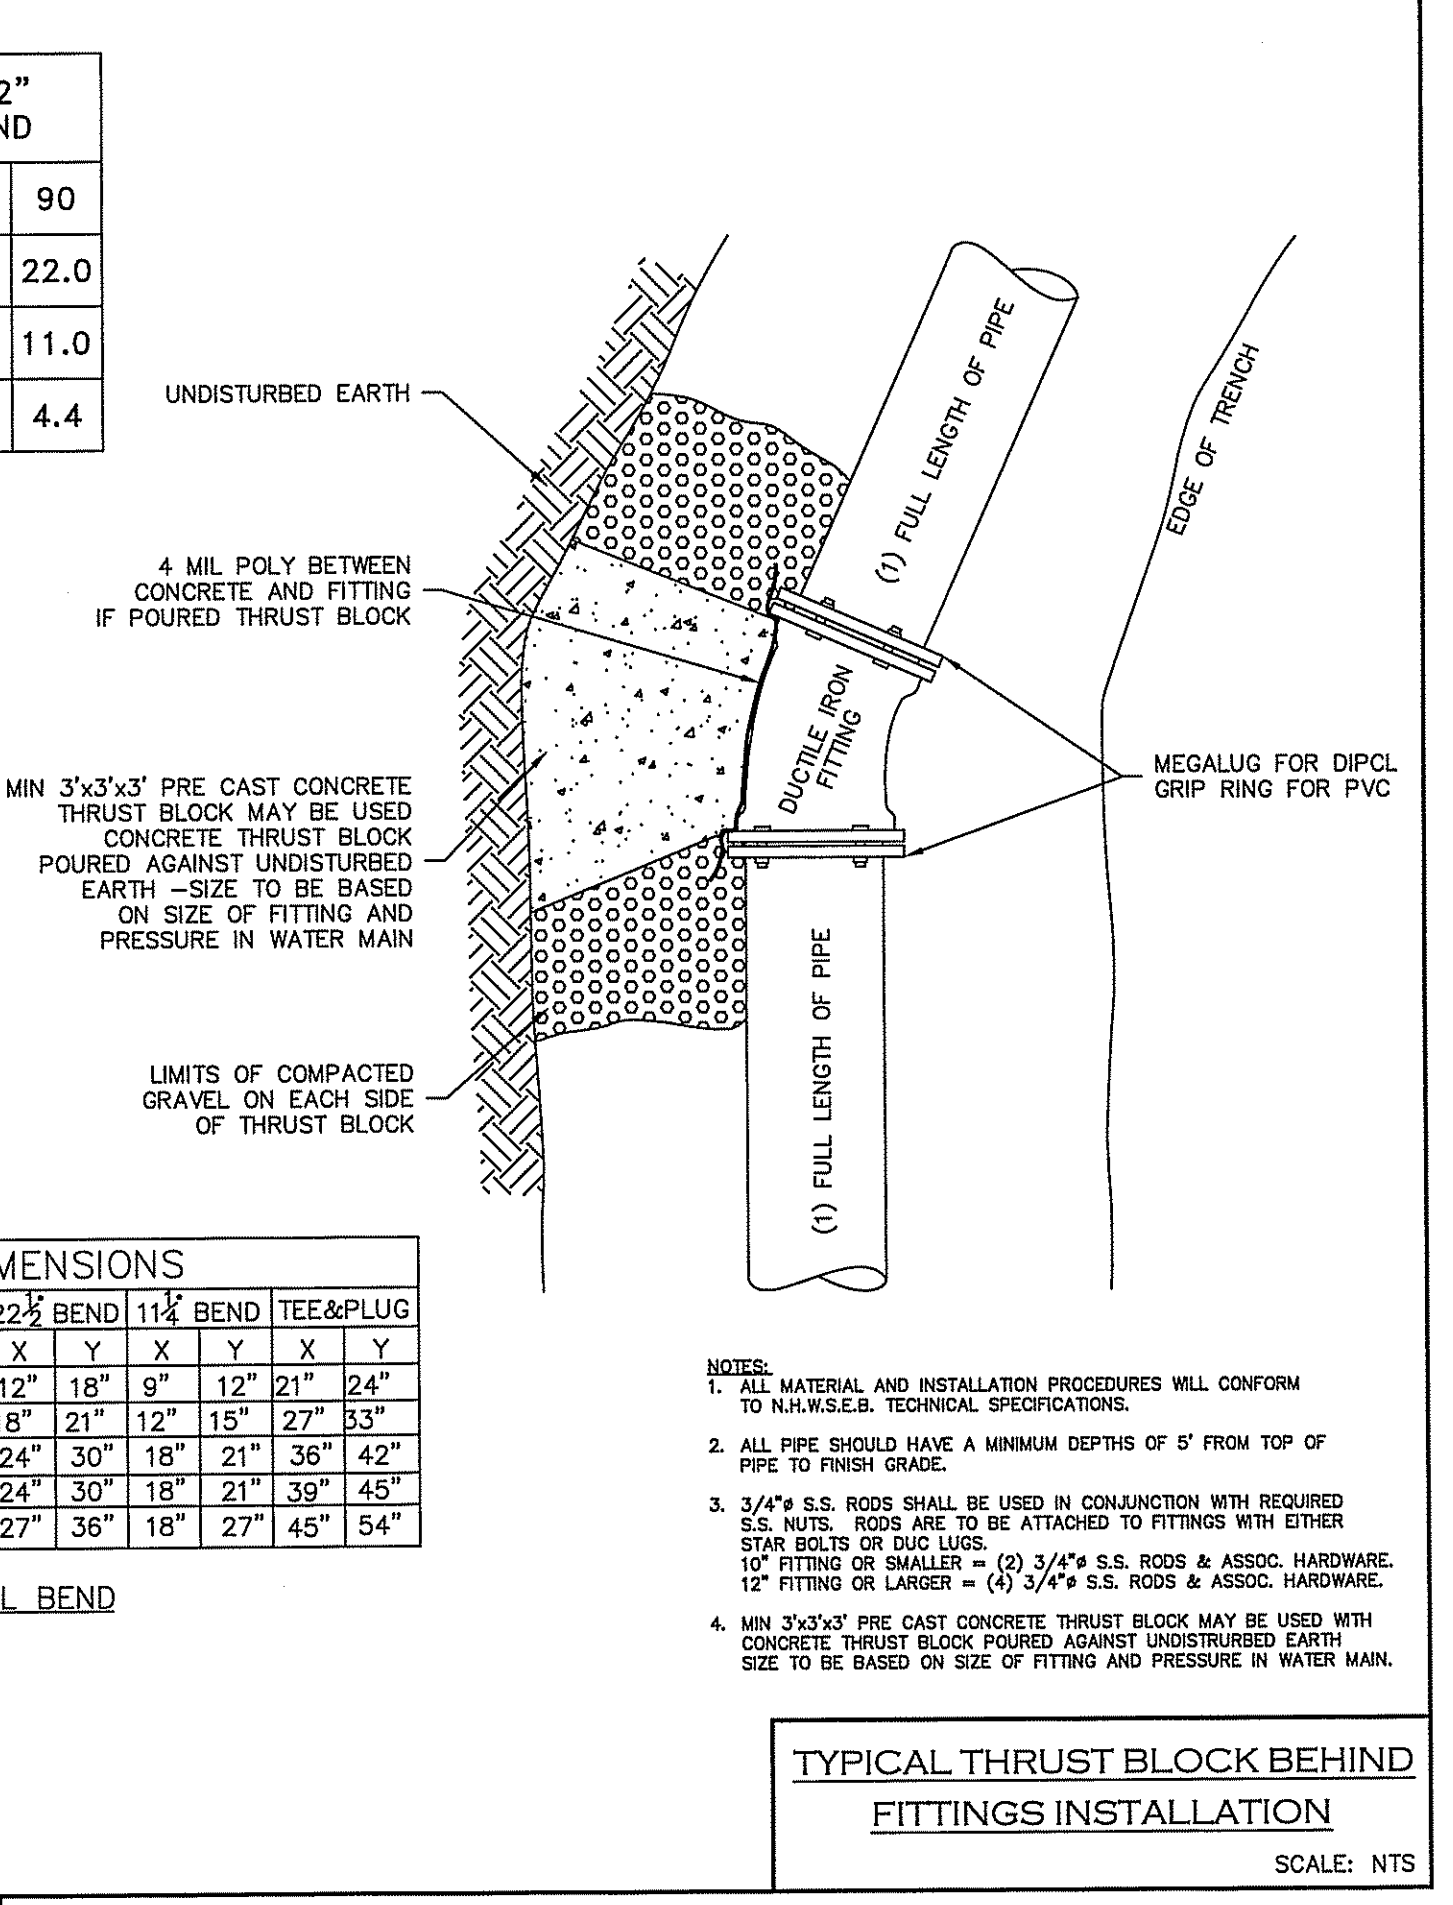 2"
ND
90
22.0
11.0
4.4
UNDISTURBED EARTH
4 MIL POLY BETWEEN
CONCRETE AND FITTING
IF POURED THRUST BLOCK
MIN 3'x3'x3' PRE CAST CONCRETE
THRUST BLOCK MAY BE USED
CONCRETE THRUST BLOCK
POURED AGAINST UNDISTURBED
EARTH -SIZE TO BE BASED
ON SIZE OF FITTING AND
PRESSURE IN WATER MAIN
LIMITS OF COMPACTED
GRAVEL ON EACH SIDE
OF THRUST BLOCK
(1) FULL LENGTH OF PIPE
EDGE OF TRENCH
DUCTILE IRON
FITTING
MEGALUG FOR DIPCL
GRIP RING FOR PVC
(1) FULL LENGTH OF PIPE
MENSIONS
22½° BEND 11¼° BEND TEE&PLUG
X Y X Y X Y
12" 18" 9" 12" 21" 24"
8" 21" 12" 15" 27" 33"
24" 30" 18" 21" 36" 42"
24" 30" 18" 21" 39" 45"
27" 36" 18" 27" 45" 54"
L BEND
NOTES:
1. ALL MATERIAL AND INSTALLATION PROCEDURES WILL CONFORM
TO N.H.W.S.E.B. TECHNICAL SPECIFICATIONS.
2. ALL PIPE SHOULD HAVE A MINIMUM DEPTHS OF 5' FROM TOP OF
PIPE TO FINISH GRADE.
3. 3/4"ø S.S. RODS SHALL BE USED IN CONJUNCTION WITH REQUIRED
S.S. NUTS. RODS ARE TO BE ATTACHED TO FITTINGS WITH EITHER
STAR BOLTS OR DUC LUGS.
10" FITTING OR SMALLER = (2) 3/4"ø S.S. RODS & ASSOC. HARDWARE.
12" FITTING OR LARGER = (4) 3/4"ø S.S. RODS & ASSOC. HARDWARE.
4. MIN 3'x3'x3' PRE CAST CONCRETE THRUST BLOCK MAY BE USED WITH
CONCRETE THRUST BLOCK POURED AGAINST UNDISTRURBED EARTH
SIZE TO BE BASED ON SIZE OF FITTING AND PRESSURE IN WATER MAIN.
TYPICAL THRUST BLOCK BEHIND
FITTINGS INSTALLATION
SCALE: NTS